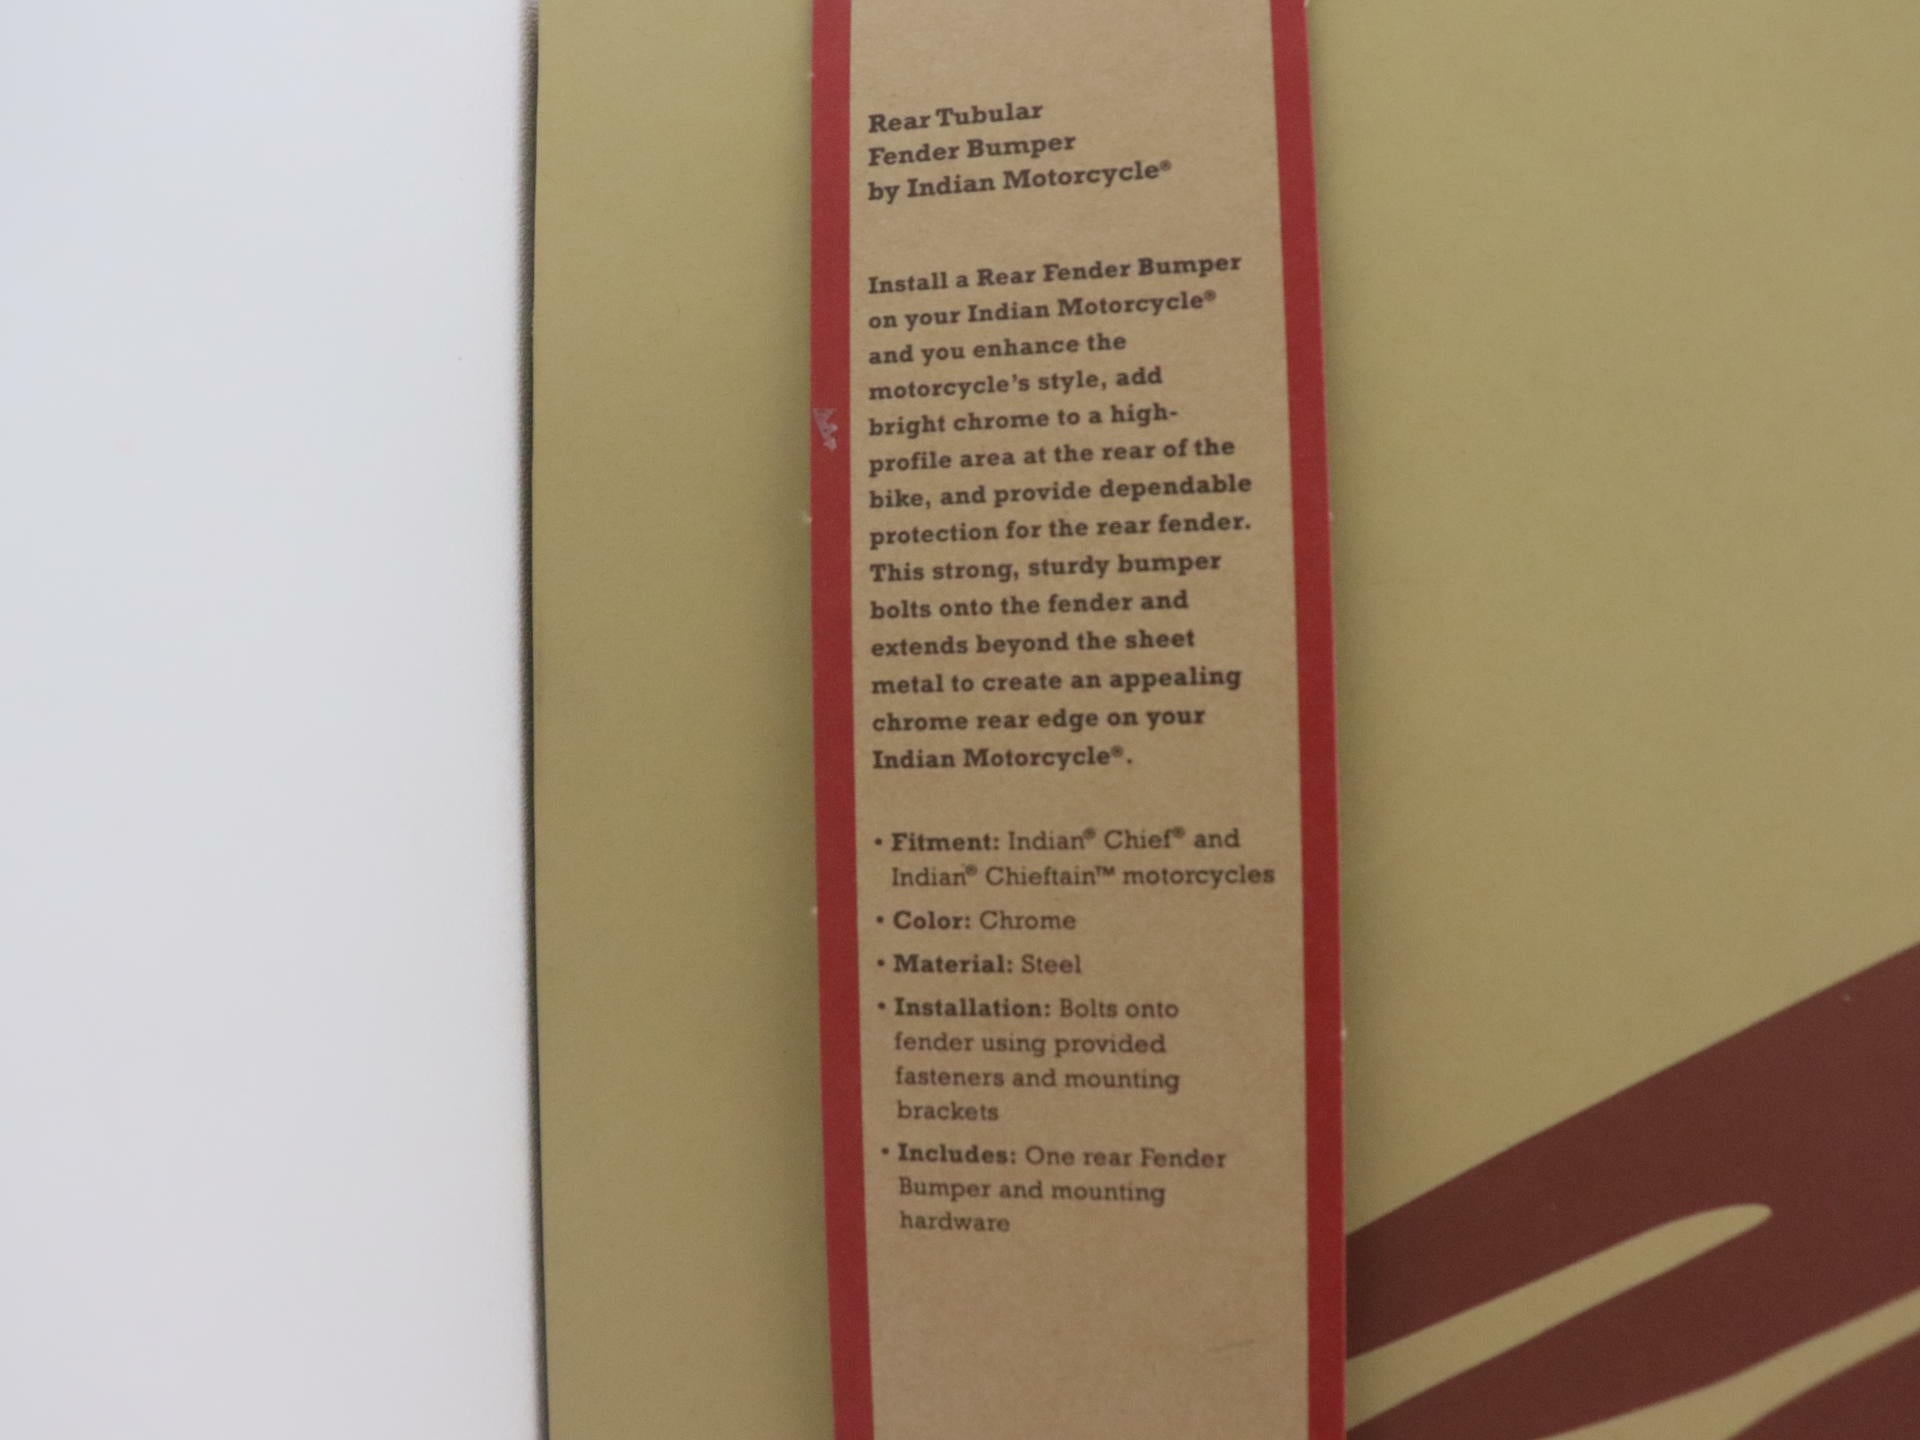 Rear Tubular
Fender Bumper
by Indian Motorcycle®
Install a Rear Fender Bumper
on your Indian Motorcycle®
and you enhance the
motorcycle's style, add
bright chrome to a high-
profile area at the rear of the
bike, and provide dependable
protection for the rear fender.
This strong, sturdy bumper
bolts onto the fender and
extends beyond the sheet
metal to create an appealing
chrome rear edge on your
Indian Motorcycle®.
• Fitment: Indian® Chief® and
Indian® Chieftain™ motorcycles
• Color: Chrome
• Material: Steel
• Installation: Bolts onto
fender using provided
fasteners and mounting
brackets
• Includes: One rear Fender
Bumper and mounting
hardware